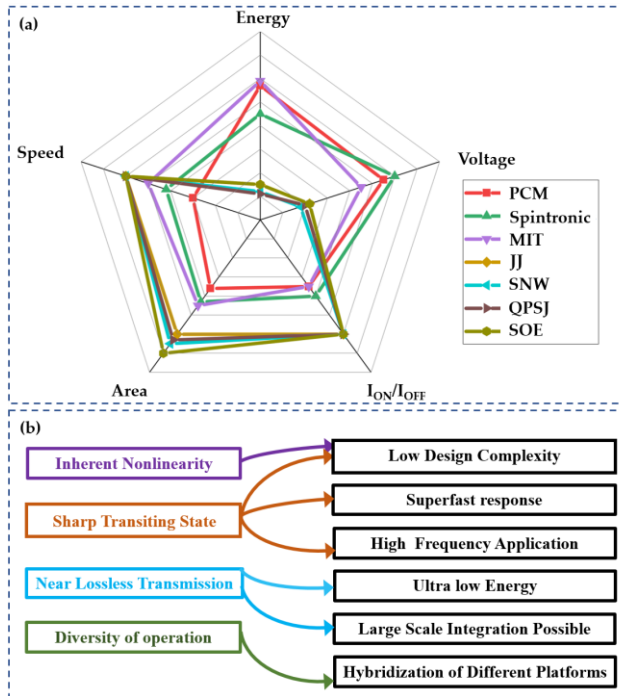 (a)
Energy
Speed
Voltage
PCM
Spintronic
MIT
JJ
SNW
QPSJ
SOE
Area
I_ON/I_OFF
(b)
Inherent Nonlinearity
Low Design Complexity
Sharp Transiting State
Superfast response
High Frequency Application
Near Lossless Transmission
Ultra low Energy
Large Scale Integration Possible
Diversity of operation
Hybridization of Different Platforms